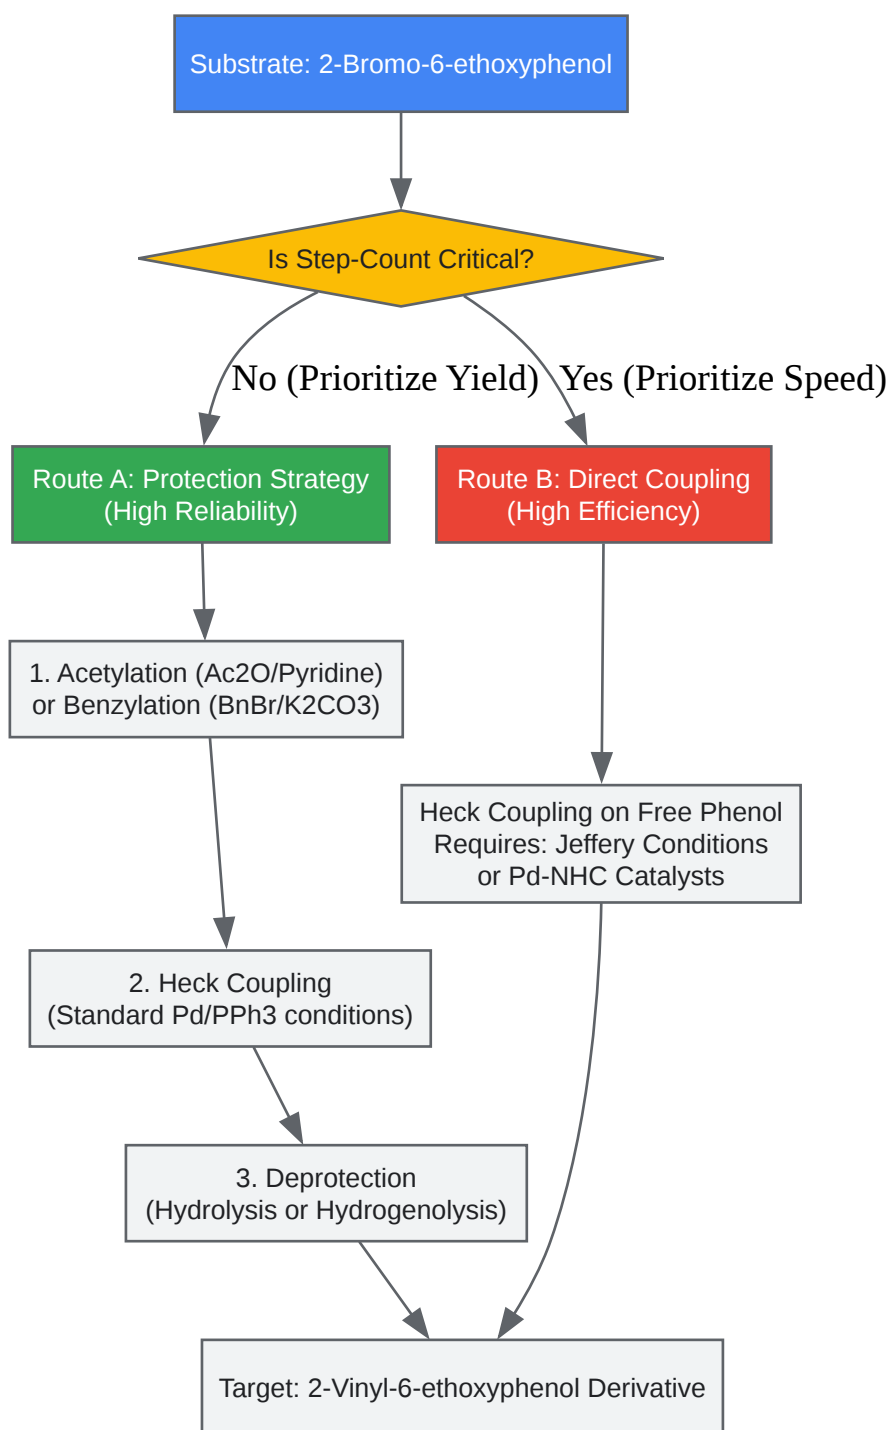 Substrate: 2-Bromo-6-ethoxyphenol
Is Step-Count Critical?
No (Prioritize Yield)
Yes (Prioritize Speed)
Route A: Protection Strategy
(High Reliability)
Route B: Direct Coupling
(High Efficiency)
1. Acetylation (Ac2O/Pyridine)
or Benzylation (BnBr/K2CO3)
Heck Coupling on Free Phenol
Requires: Jeffery Conditions
or Pd-NHC Catalysts
2. Heck Coupling
(Standard Pd/PPh3 conditions)
3. Deprotection
(Hydrolysis or Hydrogenolysis)
Target: 2-Vinyl-6-ethoxyphenol Derivative